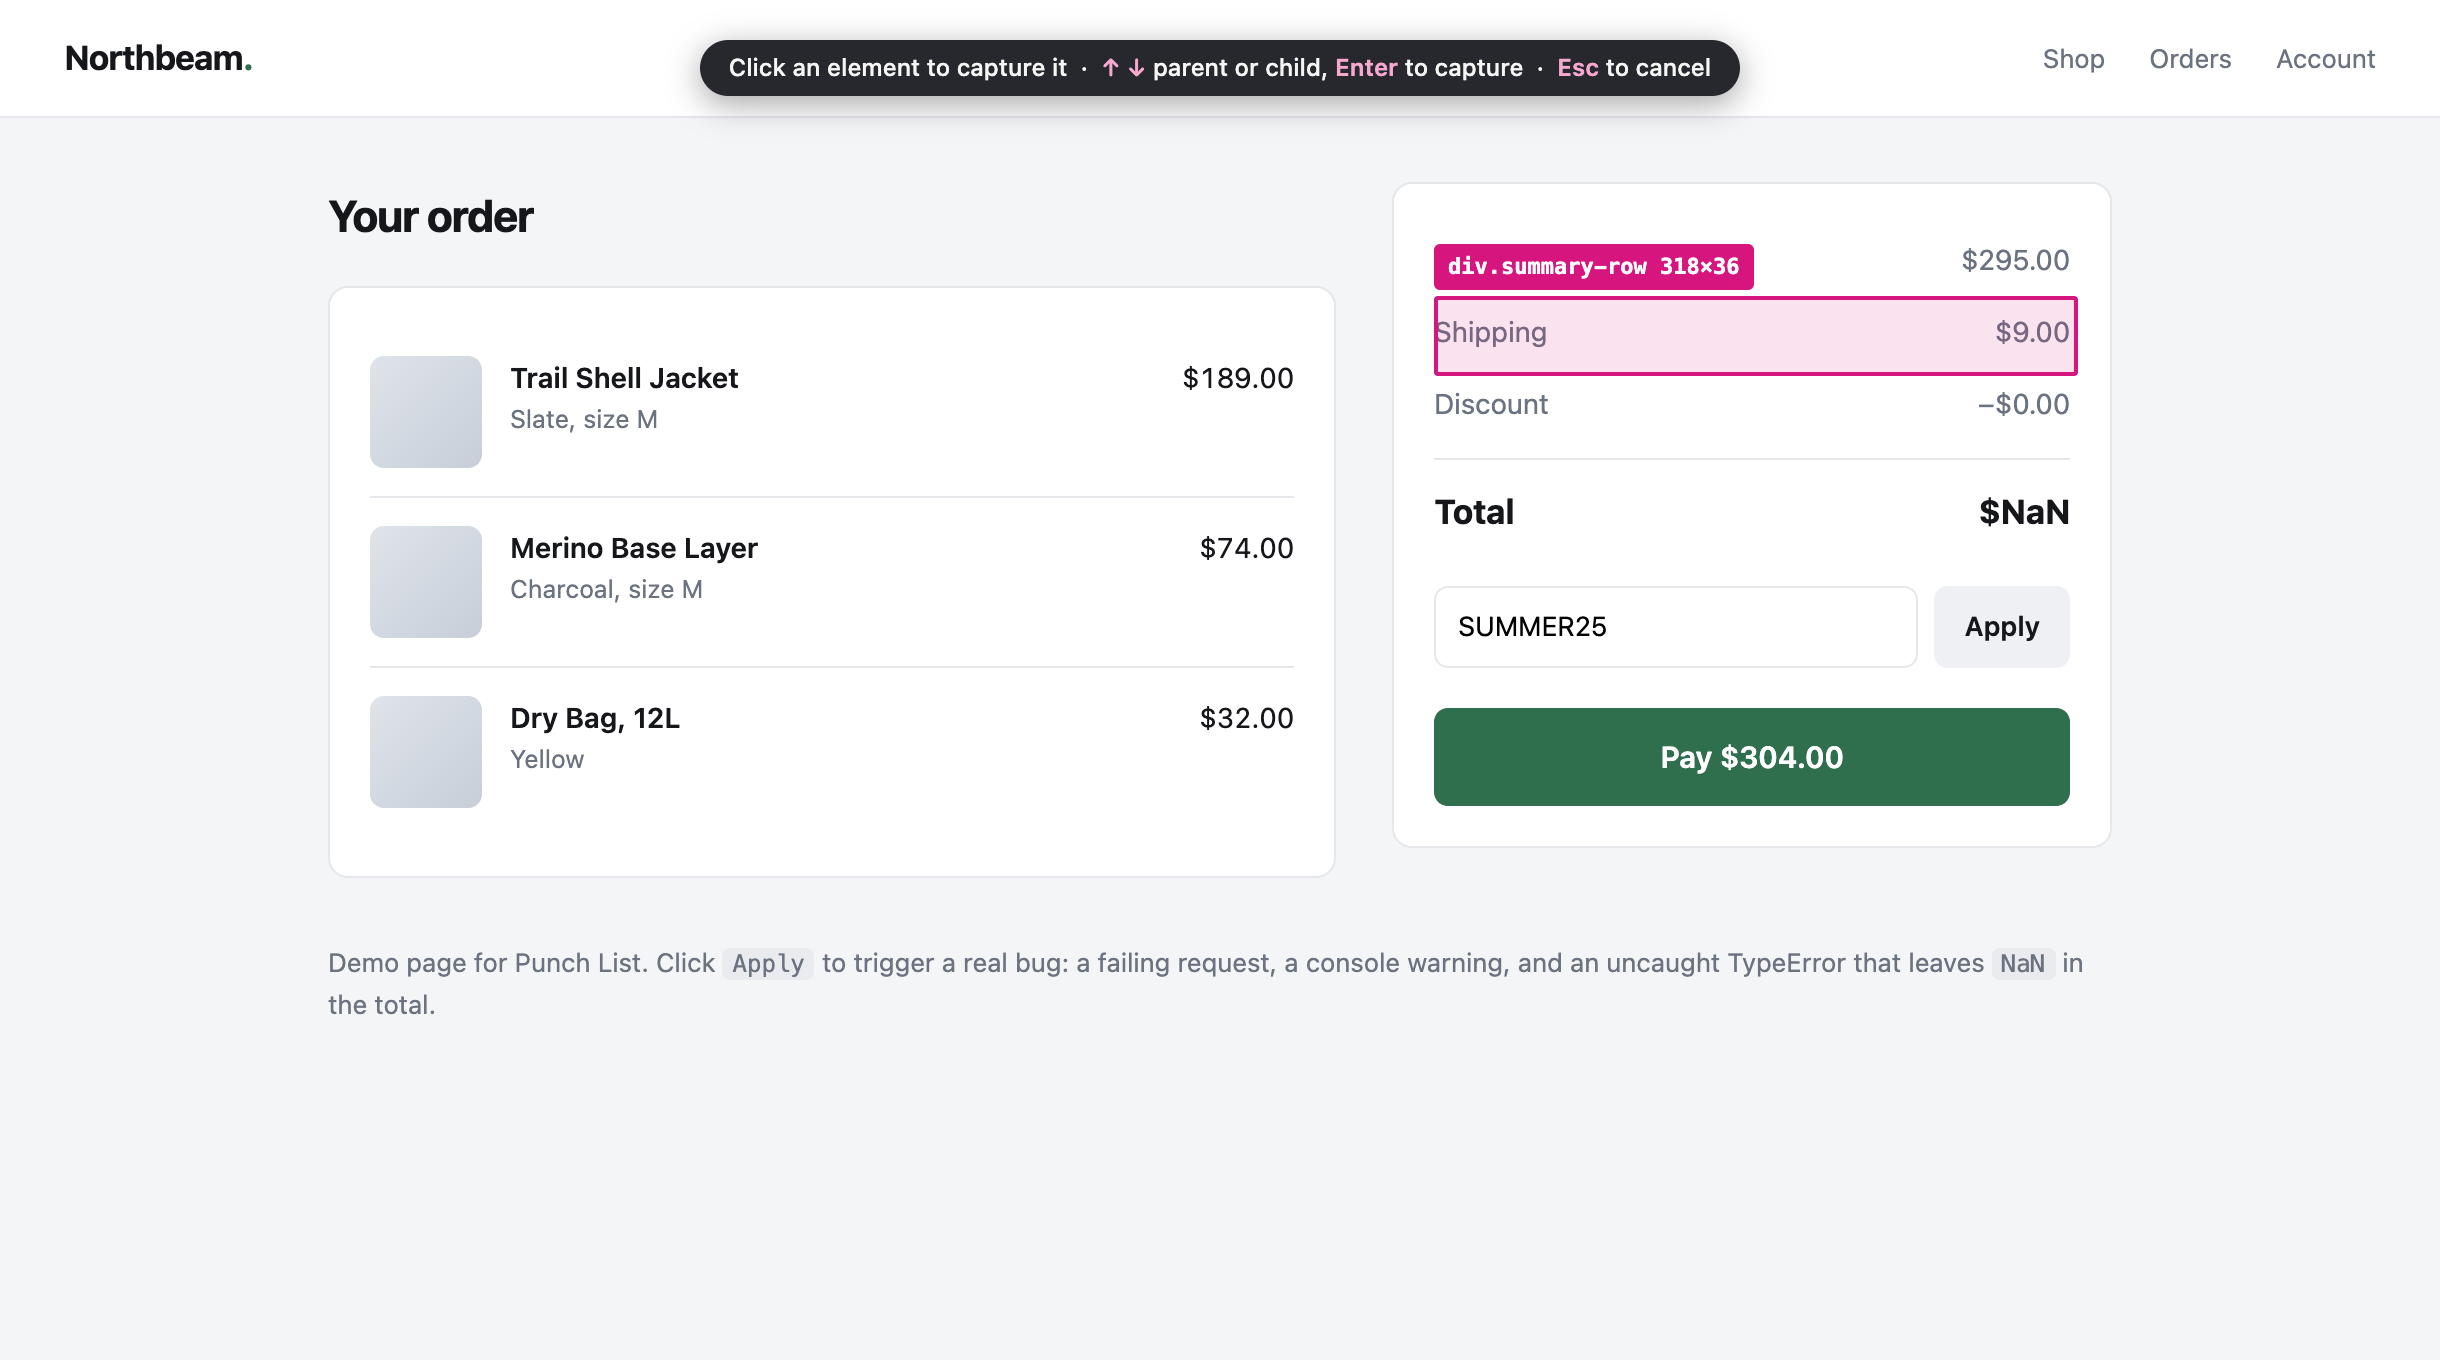 Northbeam.
Click an element to capture it · ↑ ↓ parent or child, Enter to capture · Esc to cancel
Shop Orders Account
Your order
Trail Shell Jacket $189.00
Slate, size M
Merino Base Layer $74.00
Charcoal, size M
Dry Bag, 12L $32.00
Yellow
div.summary-row 318×36 $295.00
Shipping $9.00
Discount –$0.00
Total $NaN
SUMMER25 Apply
Pay $304.00
Demo page for Punch List. Click Apply to trigger a real bug: a failing request, a console warning, and an uncaught TypeError that leaves NaN in
the total.